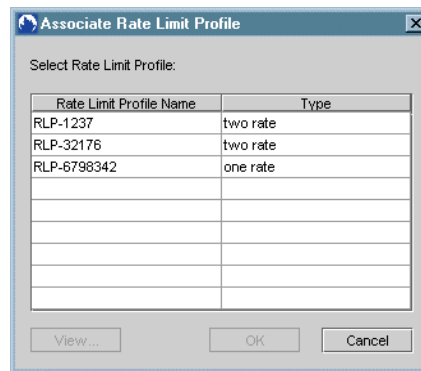 Associate Rate Limit Profile
Select Rate Limit Profile:
Rate Limit Profile Name Type
RLP-1237 two rate
RLP-32176 two rate
RLP-6798342 one rate
View... OK Cancel